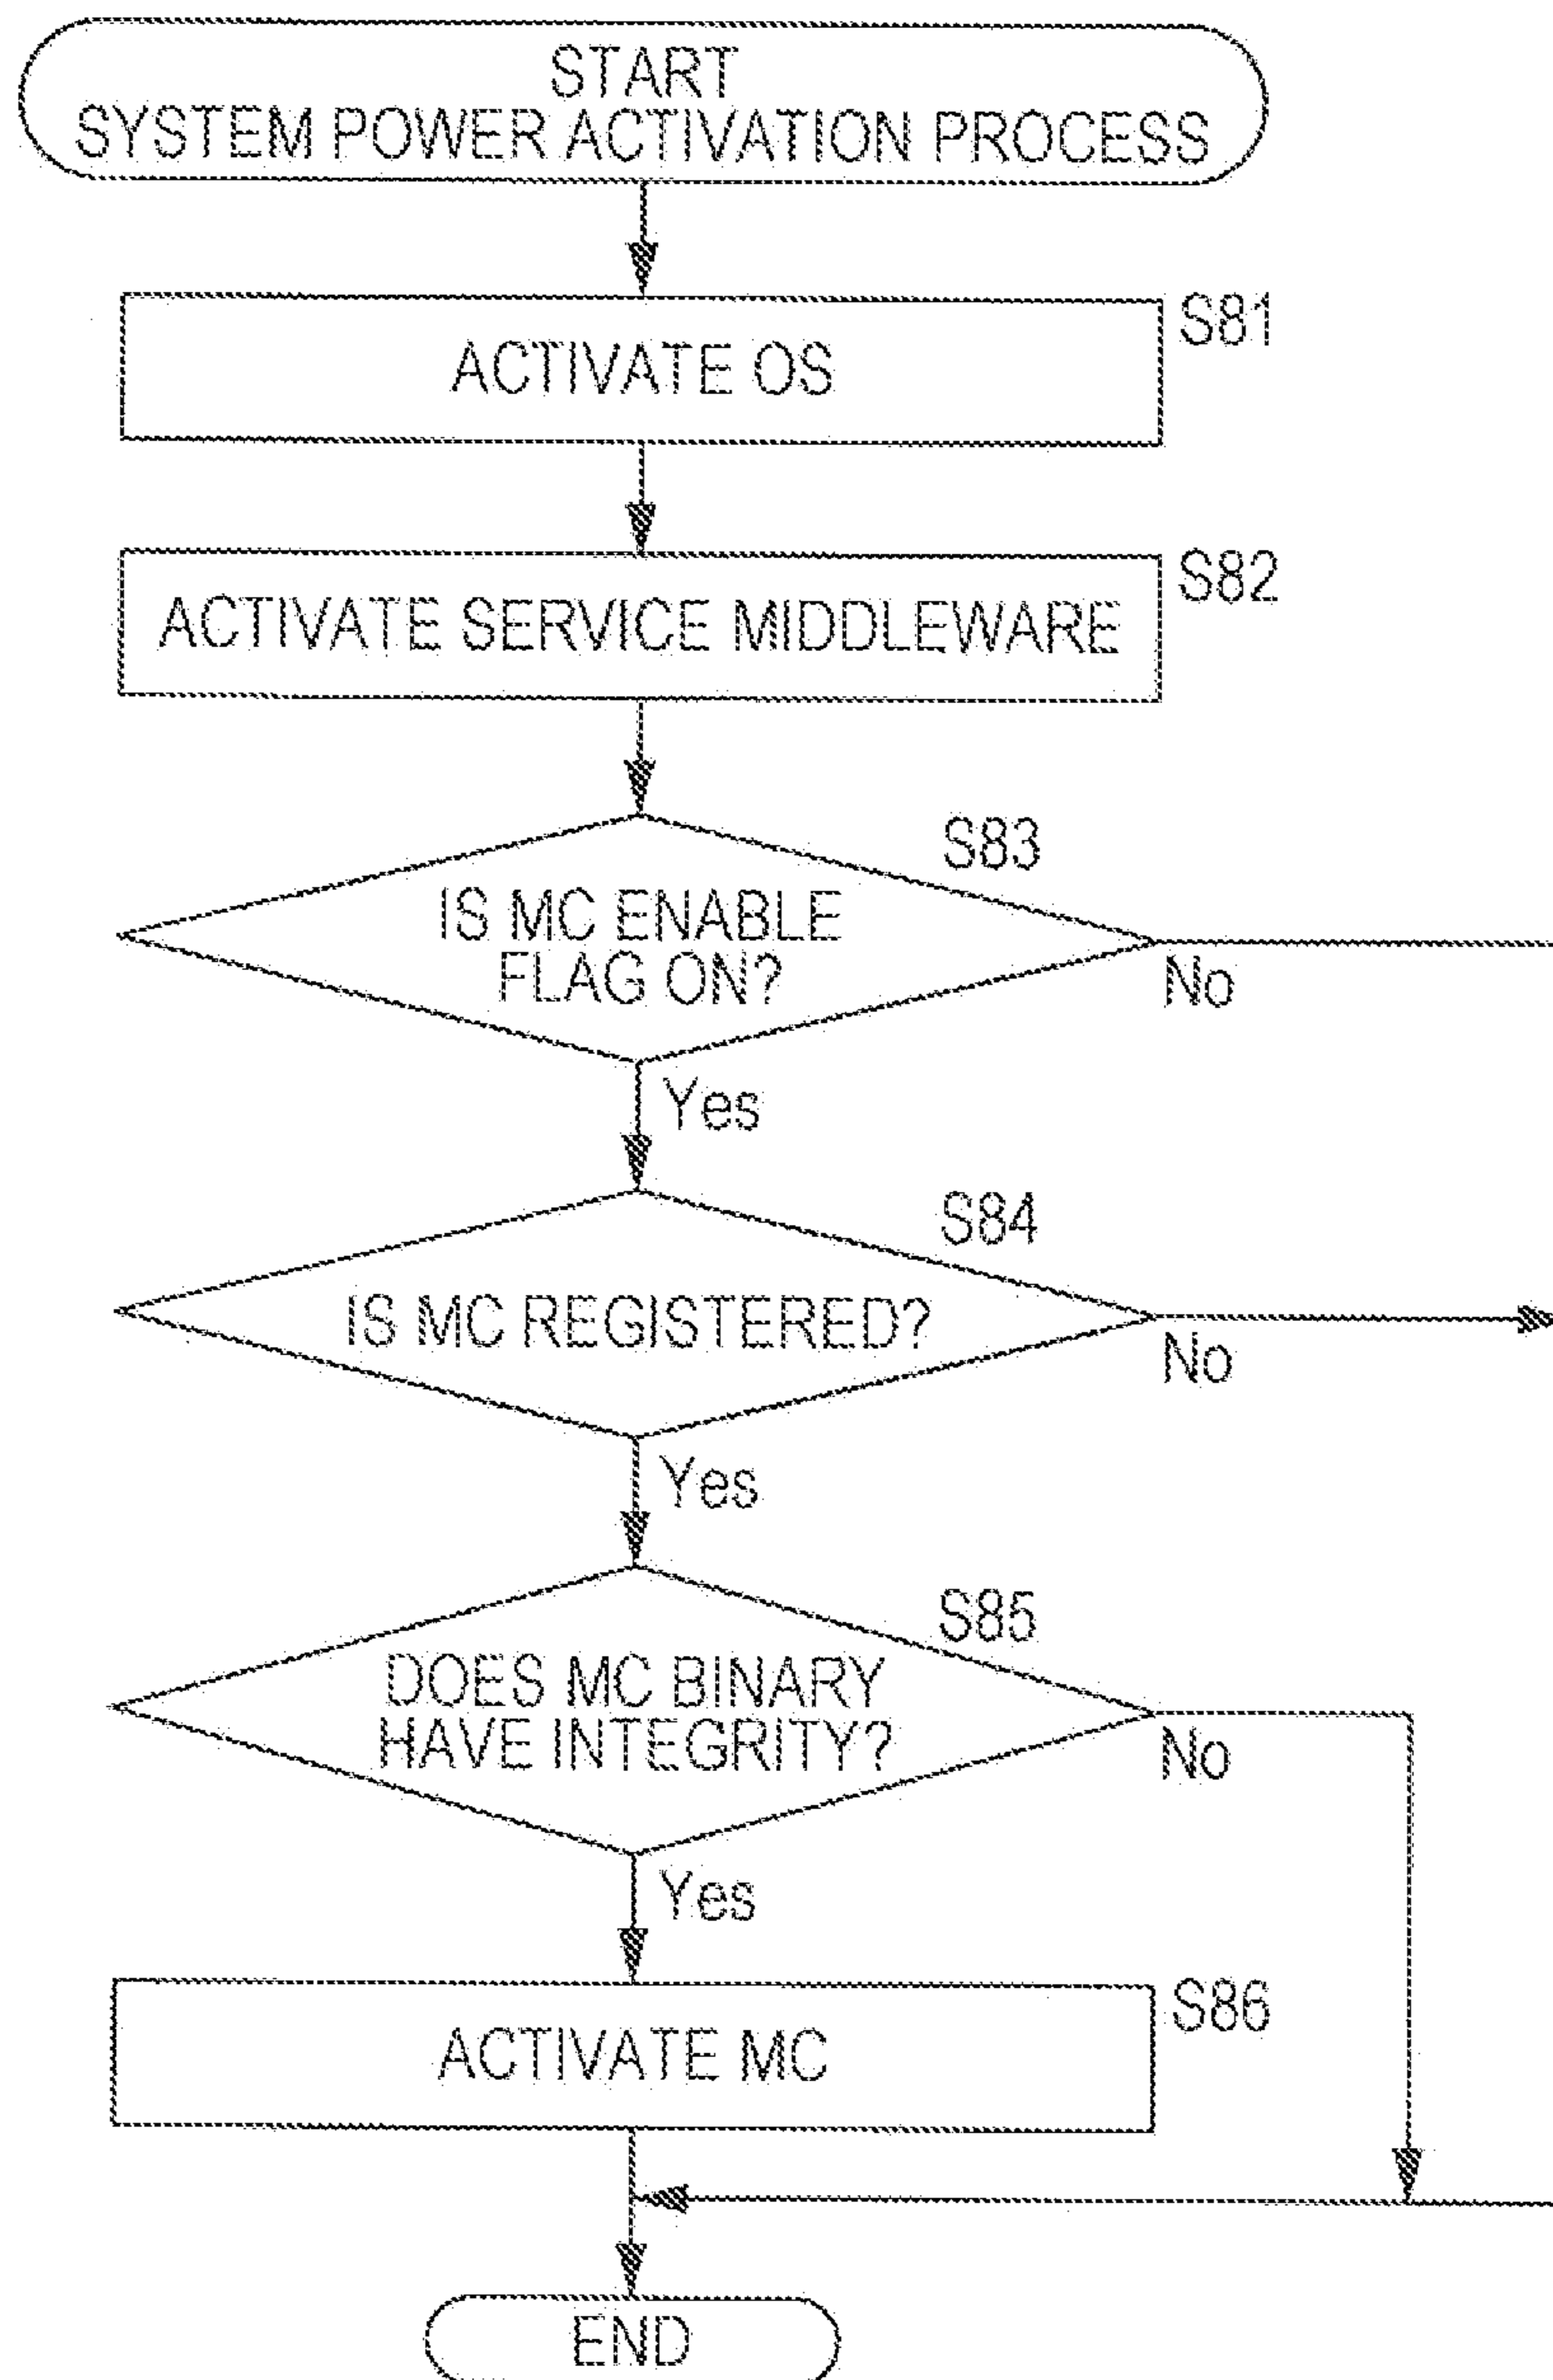 START
SYSTEM POWER ACTIVATION PROCESS
S81
ACTIVATE OS
S82
ACTIVATE SERVICE MIDDLEWARE
S83
IS MC ENABLE
FLAG ON?
No
Yes
S84
IS MC REGISTERED?
No
Yes
S85
DOES MC BINARY
HAVE INTEGRITY?
No
Yes
S86
ACTIVATE MC
END